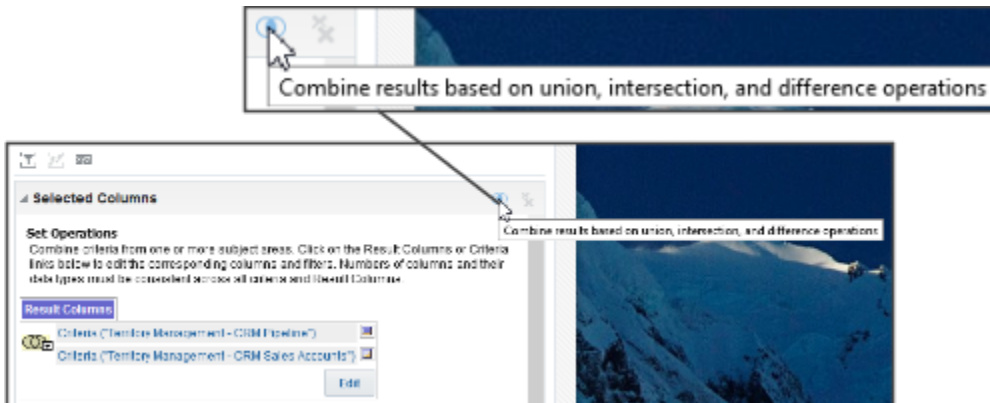 Combine results based on union, intersection, and difference operations
Selected Columns
Combine results based on union, intersection, and difference operations
Set Operations
Combine criteria from one or more subject areas. Click on the Result Columns or Criteria
links below to edit the corresponding columns and filters. Numbers of columns and their
data types must be consistent across all criteria and Result Columns
Result Columns
Criteria ("Territory Management - CRM Pipeline")
Criteria ("Territory Management - CRM Sales Accounts")
Edit